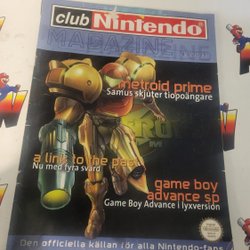 club Nintendo®
MAGAZINE
metroid prime
Samus skjuter tiopoängare
a link to the past
Nu med fyra svärd
game boy
advance sp
Game Boy Advance i lyxversion
Den officiella källan för alla Nintendo-fans